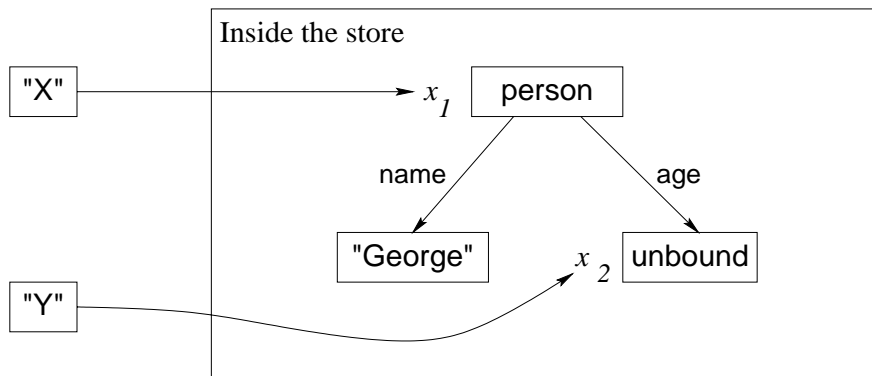 Inside the store
"X"
x1
person
name
age
"George"
x2
unbound
"Y"